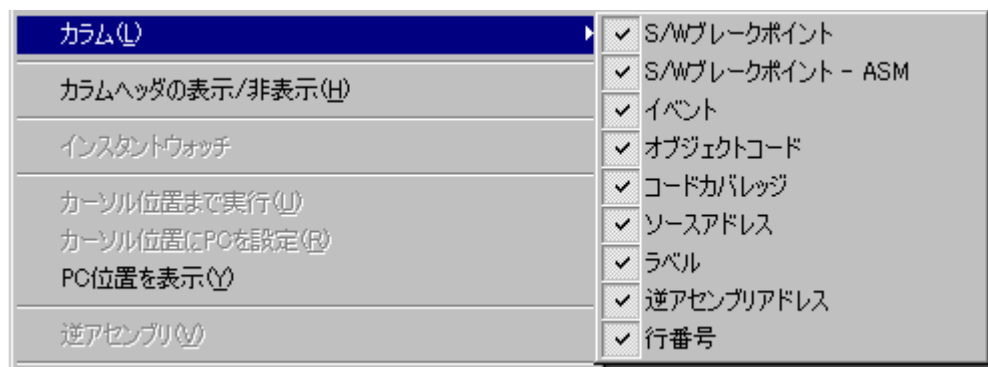 カラム(L)
カラムヘッダの表示/非表示(H)
インスタントウォッチ
カーソル位置まで実行(U)
カーソル位置にPCを設定(R)
PC位置を表示(Y)
逆アセンブリ(V)
S/Wブレークポイント
S/Wブレークポイント - ASM
イベント
オブジェクトコード
コードカバレッジ
ソースアドレス
ラベル
逆アセンブリアドレス
行番号